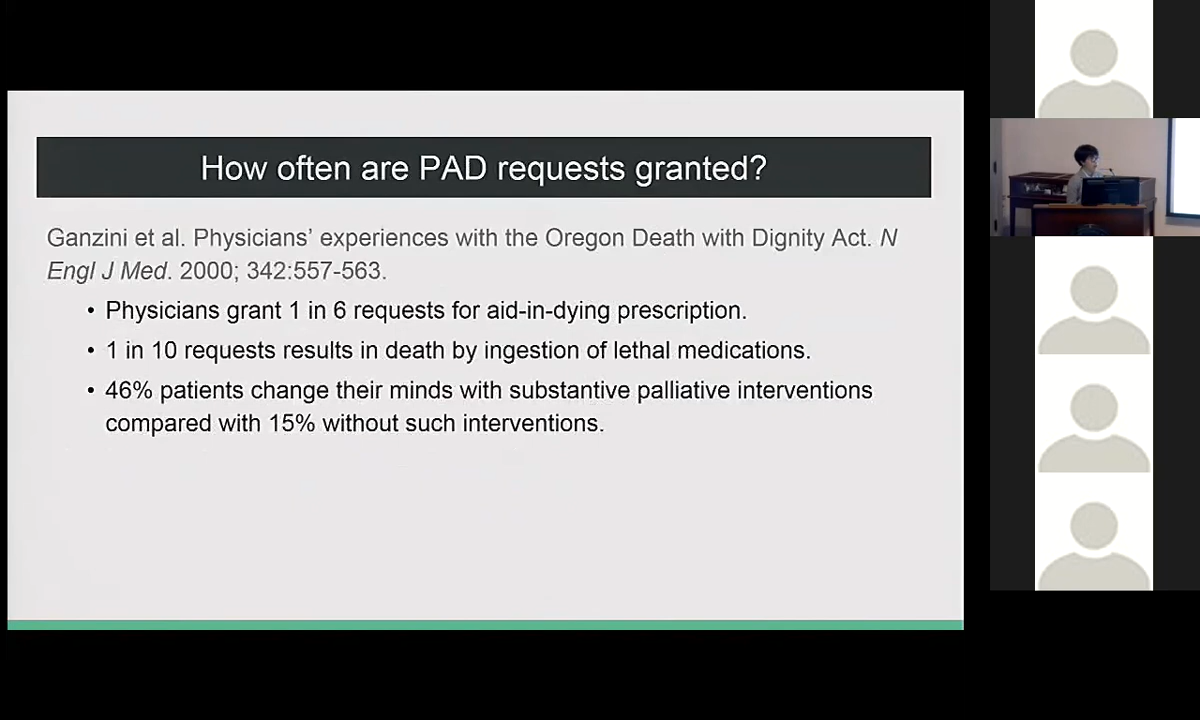 How often are PAD requests granted?
Ganzini et al. Physicians’ experiences with the Oregon Death with Dignity Act. N
Engl J Med. 2000; 342:557-563.
• Physicians grant 1 in 6 requests for aid-in-dying prescription.
• 1 in 10 requests results in death by ingestion of lethal medications.
• 46% patients change their minds with substantive palliative interventions
compared with 15% without such interventions.